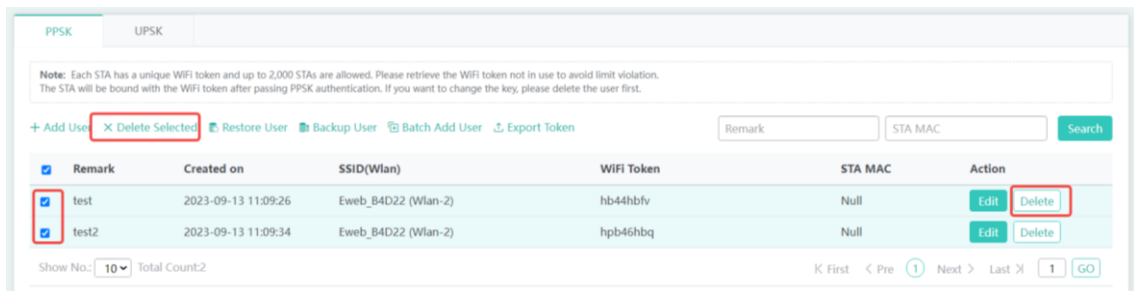 PPSK UPSK
Note: Each STA has a unique WiFi token and up to 2,000 STAs are allowed. Please retrieve the WiFi token not in use to avoid limit violation.
The STA will be bound with the WiFi token after passing PPSK authentication. If you want to change the key, please delete the user first.
+ Add User X Delete Selected Restore User Backup User Batch Add User Export Token Remark STA MAC Search
Remark Created on SSID(Wlan) WiFi Token STA MAC Action
test 2023-09-13 11:09:26 Eweb_B4D22 (Wlan-2) hb44hbfv Null Edit Delete
test2 2023-09-13 11:09:34 Eweb_B4D22 (Wlan-2) hpb46hbq Null Edit Delete
Show No.: 10 Total Count:2 First < Pre 1 Next > Last 1 GO